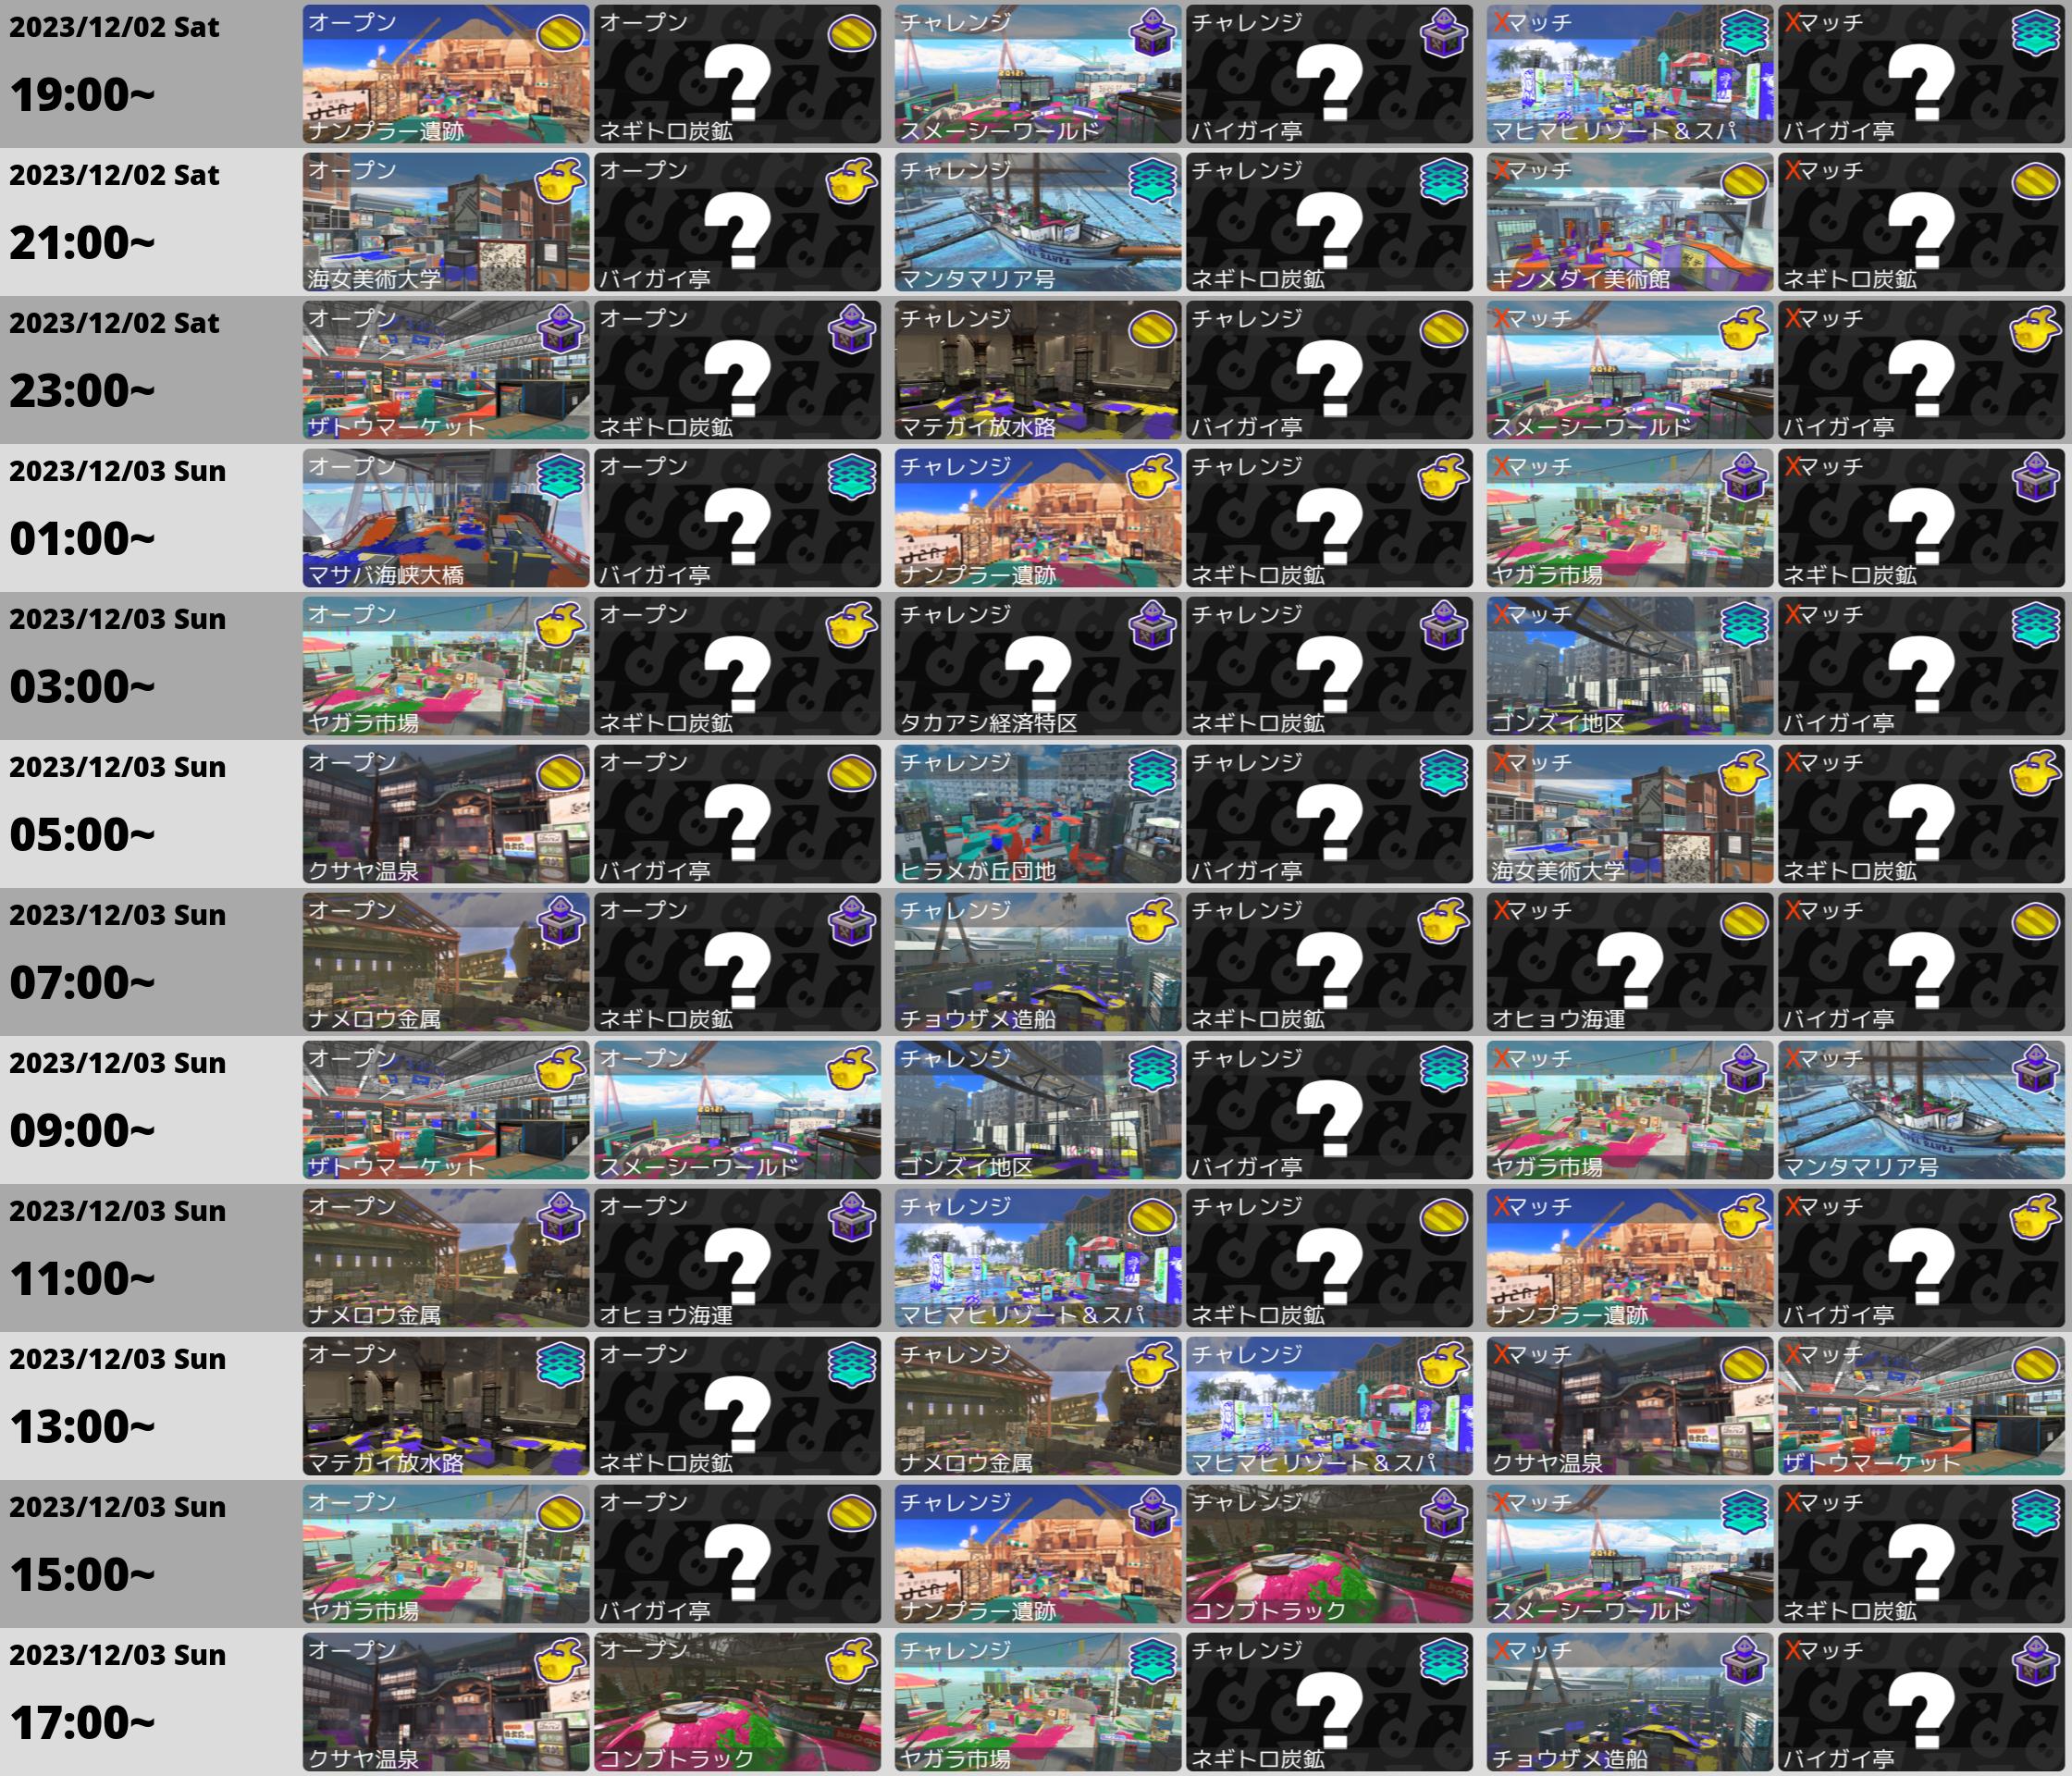 2023/12/02 Sat
19:00~
オープン
ナンプラー遺跡
オープン
ネギトロ炭鉱
チャレンジ
スメーシーワールド
チャレンジ
バイガイ亭
Xマッチ
マヒマヒリゾート＆スパ
Xマッチ
バイガイ亭
2023/12/02 Sat
21:00~
オープン
海女美術大学
オープン
バイガイ亭
チャレンジ
マンタマリア号
チャレンジ
ネギトロ炭鉱
Xマッチ
キンメダイ美術館
Xマッチ
ネギトロ炭鉱
2023/12/02 Sat
23:00~
オープン
ザトウマーケット
オープン
ネギトロ炭鉱
チャレンジ
マテガイ放水路
チャレンジ
バイガイ亭
Xマッチ
スメーシーワールド
Xマッチ
バイガイ亭
2023/12/03 Sun
01:00~
オープン
マサバ海峡大橋
オープン
バイガイ亭
チャレンジ
ナンプラー遺跡
チャレンジ
ネギトロ炭鉱
Xマッチ
ヤガラ市場
Xマッチ
ネギトロ炭鉱
2023/12/03 Sun
03:00~
オープン
ヤガラ市場
オープン
ネギトロ炭鉱
チャレンジ
タカアシ経済特区
チャレンジ
ネギトロ炭鉱
Xマッチ
ゴンズイ地区
Xマッチ
バイガイ亭
2023/12/03 Sun
05:00~
オープン
クサヤ温泉
オープン
バイガイ亭
チャレンジ
ヒラメが丘団地
チャレンジ
バイガイ亭
Xマッチ
海女美術大学
Xマッチ
ネギトロ炭鉱
2023/12/03 Sun
07:00~
オープン
ナメロウ金属
オープン
ネギトロ炭鉱
チャレンジ
チョウザメ造船
チャレンジ
ネギトロ炭鉱
Xマッチ
オヒョウ海運
Xマッチ
バイガイ亭
2023/12/03 Sun
09:00~
オープン
ザトウマーケット
オープン
スメーシーワールド
チャレンジ
ゴンズイ地区
チャレンジ
バイガイ亭
Xマッチ
ヤガラ市場
Xマッチ
マンタマリア号
2023/12/03 Sun
11:00~
オープン
ナメロウ金属
オープン
オヒョウ海運
チャレンジ
マヒマヒリゾート＆スパ
チャレンジ
ネギトロ炭鉱
Xマッチ
ナンプラー遺跡
Xマッチ
バイガイ亭
2023/12/03 Sun
13:00~
オープン
マテガイ放水路
オープン
ネギトロ炭鉱
チャレンジ
ナメロウ金属
チャレンジ
マヒマヒリゾート＆スパ
Xマッチ
クサヤ温泉
Xマッチ
ザトウマーケット
2023/12/03 Sun
15:00~
オープン
ヤガラ市場
オープン
バイガイ亭
チャレンジ
ナンプラー遺跡
チャレンジ
コンブトラック
Xマッチ
スメーシーワールド
Xマッチ
ネギトロ炭鉱
2023/12/03 Sun
17:00~
オープン
クサヤ温泉
オープン
コンブトラック
チャレンジ
ヤガラ市場
チャレンジ
ネギトロ炭鉱
Xマッチ
チョウザメ造船
Xマッチ
バイガイ亭